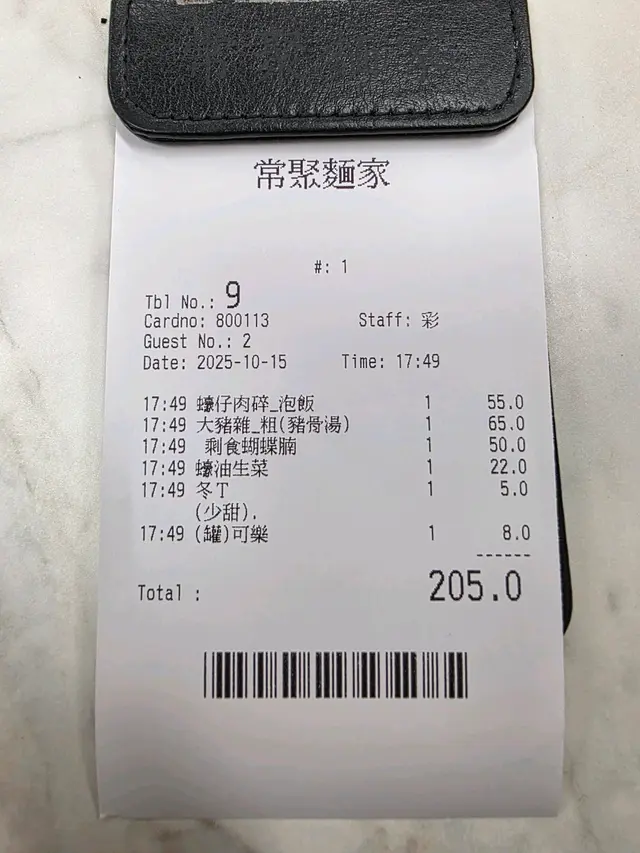 常聚麵家
#: 1
Tbl No.: 9
Cardno: 800113 Staff: 彩
Guest No.: 2
Date: 2025-10-15 Time: 17:49
17:49 蠔仔肉碎_泡飯 1 55.0
17:49 大豬雜_粗(豬骨湯) 1 65.0
17:49 剩食蝴蝶腩 1 50.0
17:49 蠔油生菜 1 22.0
17:49 冬T 1 5.0
(少甜).
17:49 (罐)可樂 1 8.0
------
Total : 205.0